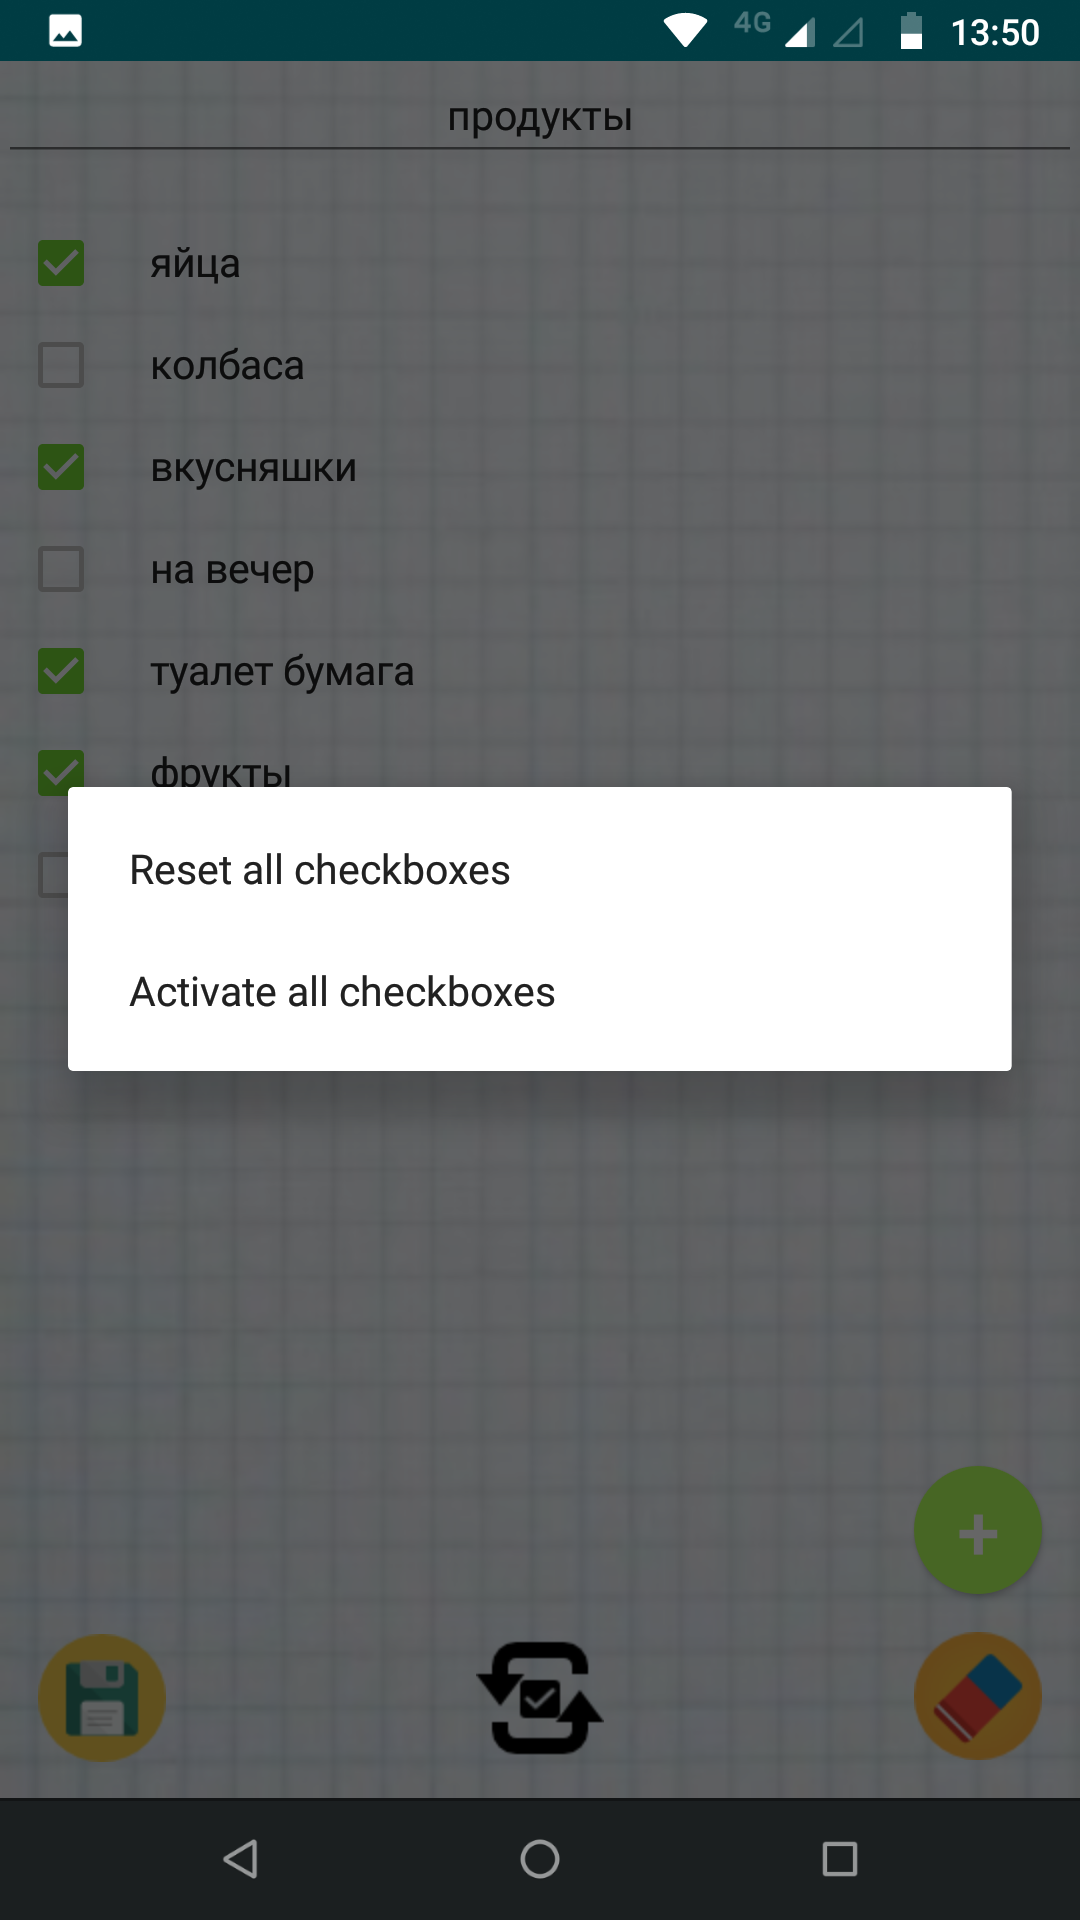 4G 13:50
продукты
яйца
колбаса
вкусняшки
на вечер
туалет бумага
фрукты
Reset all checkboxes
Activate all checkboxes
+